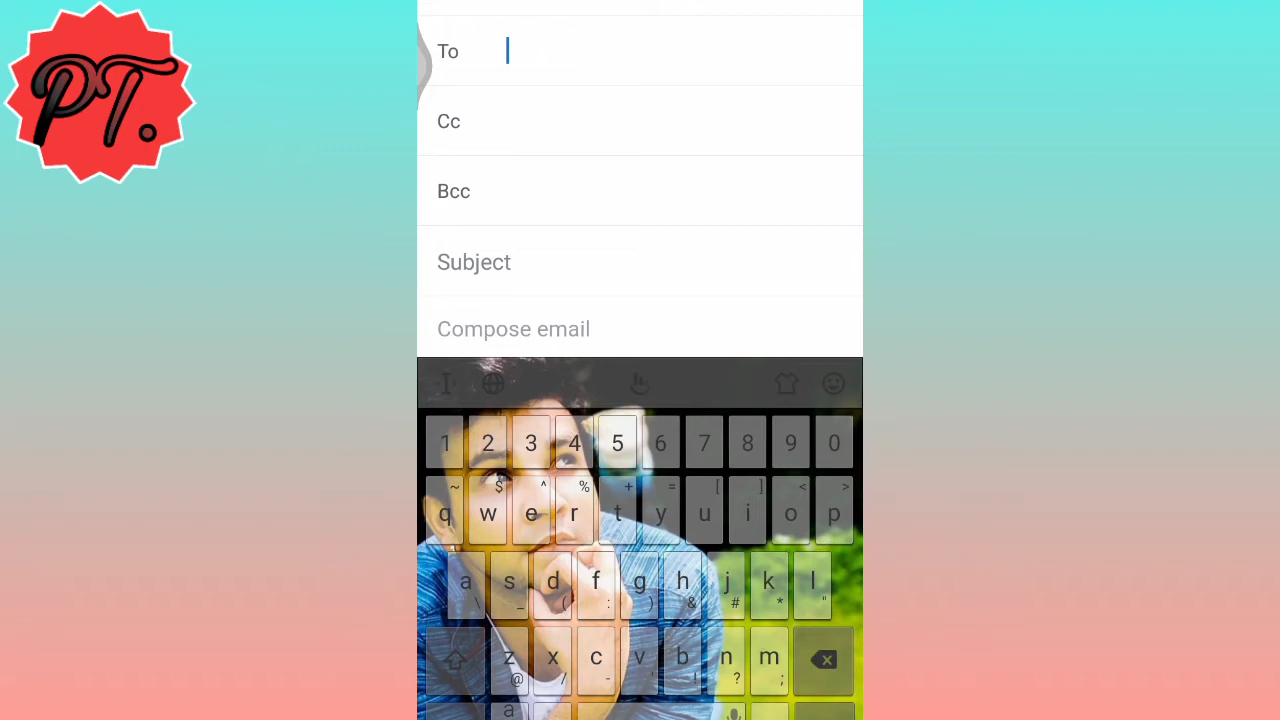 PT.
To
Cc
Bcc
Subject
Compose email
1 2 3 4 5 6 7 8 9 0
~ $ ^ % + = [ ] < >
q w e r t y u i o p
a s d f g h j k l
\ _ ( : ) & # * "
z x c v b n m
@ / - ' ! ? ;
a